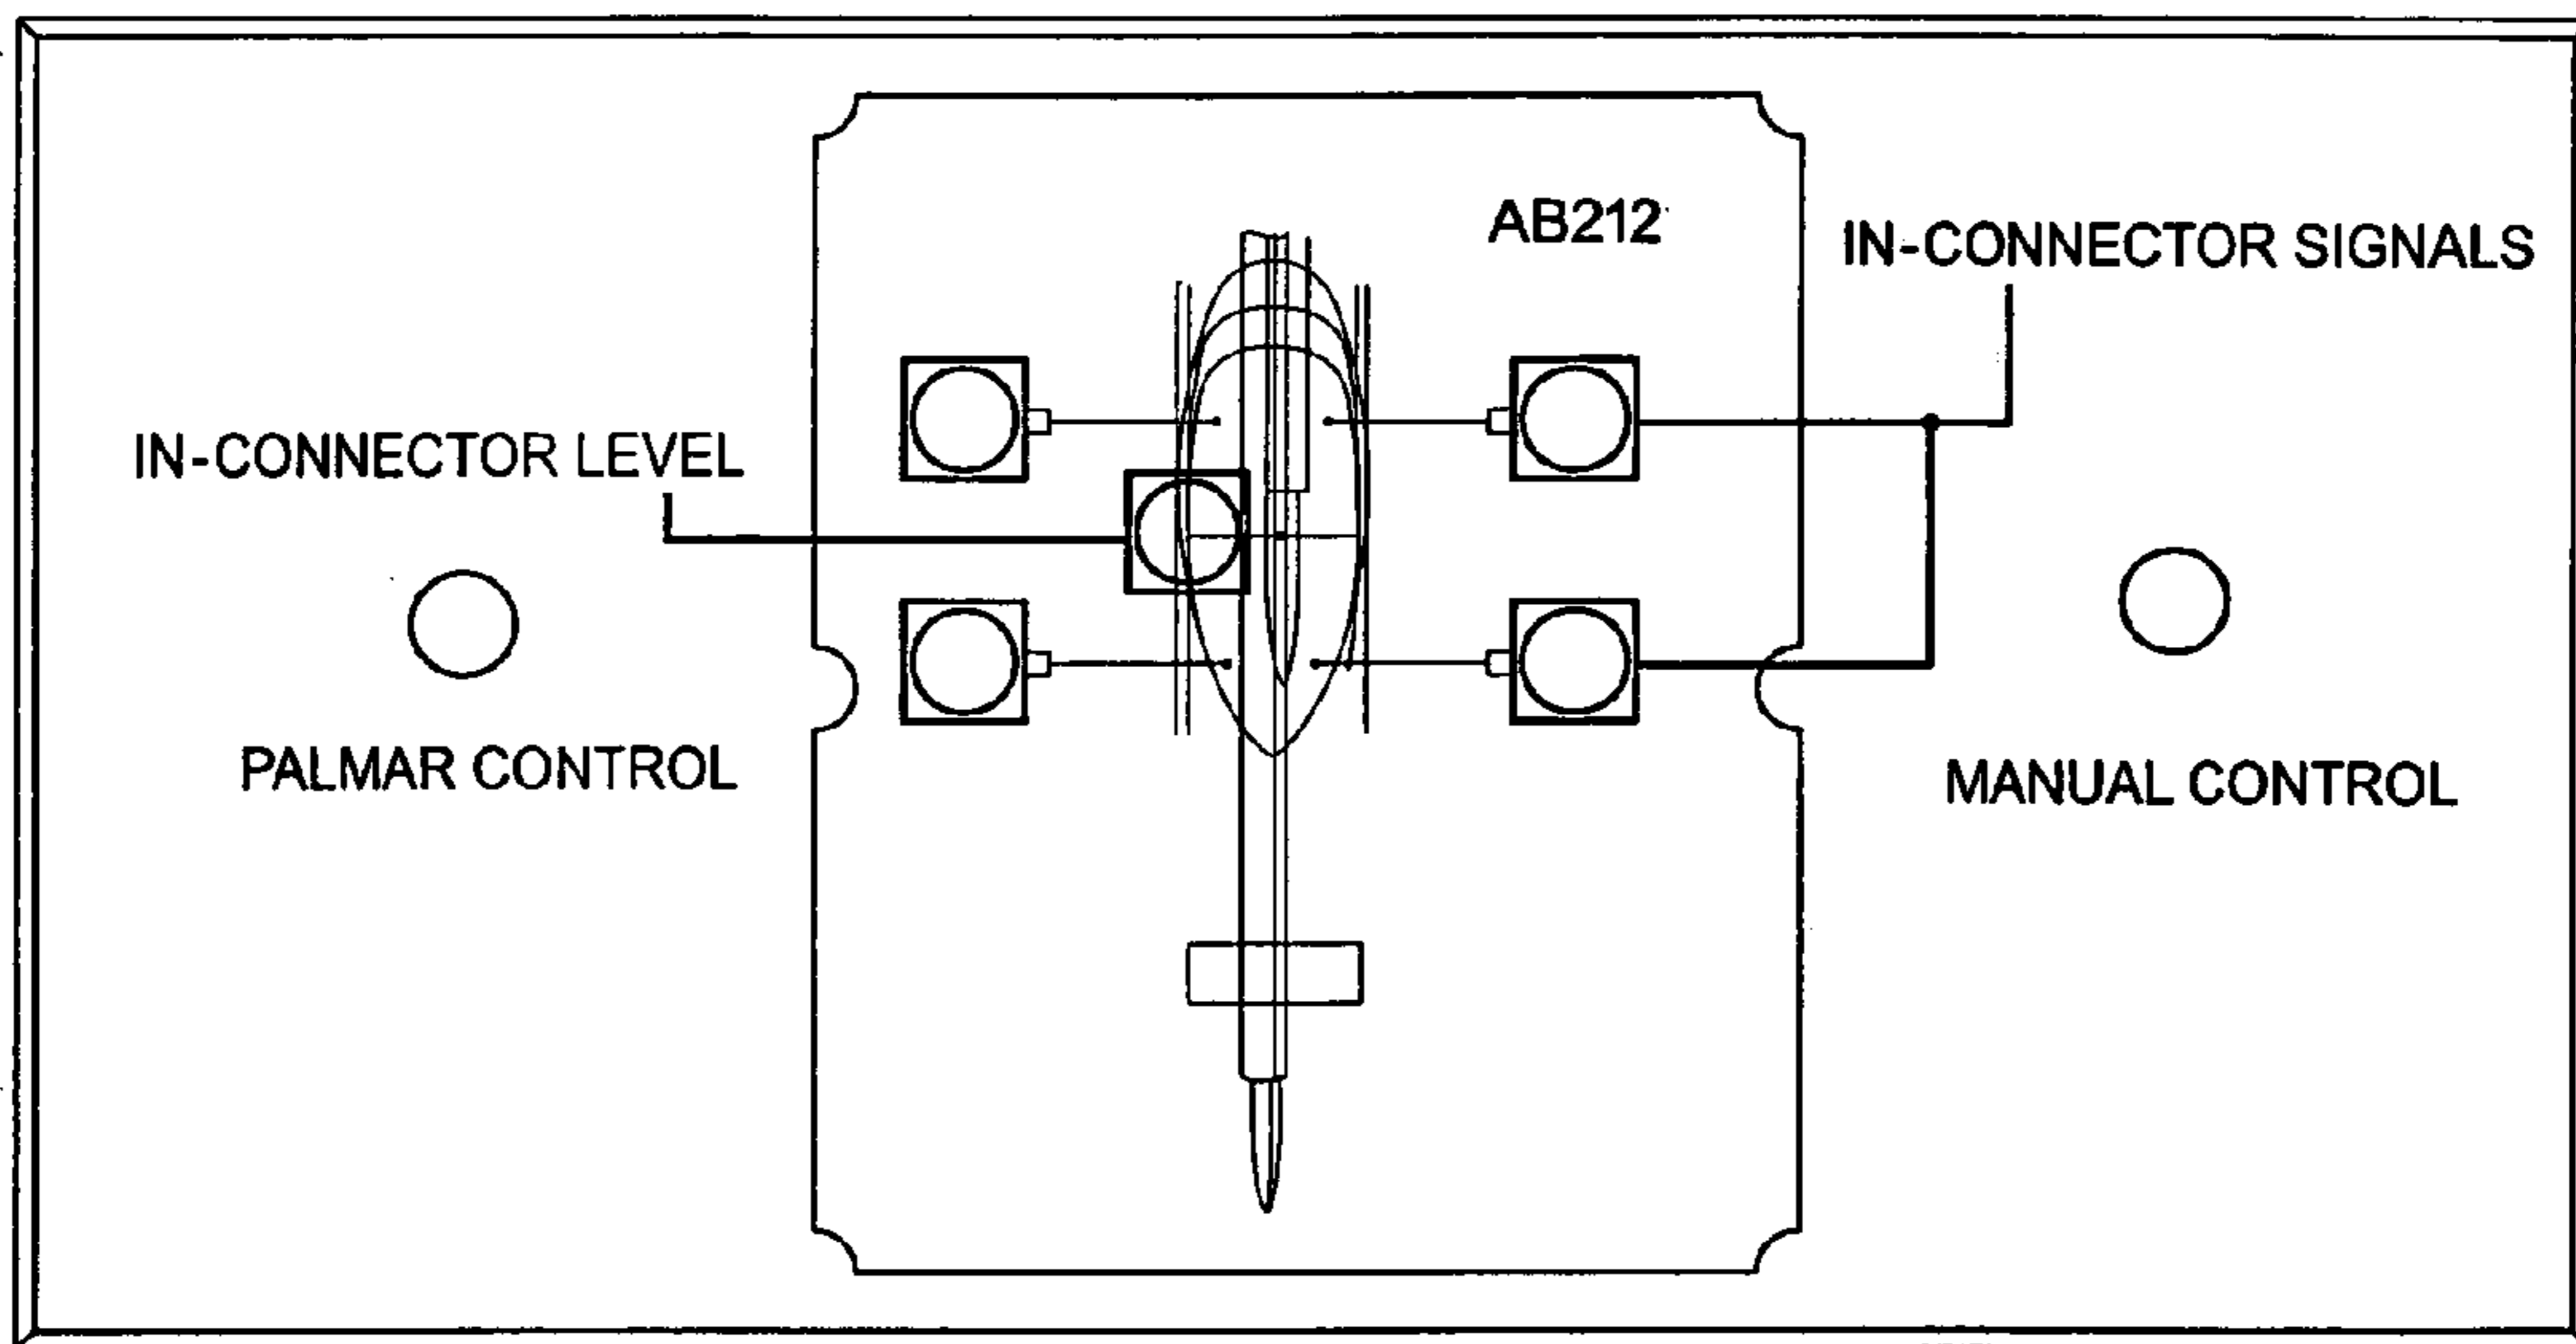 AB212
IN-CONNECTOR SIGNALS
IN-CONNECTOR LEVEL
PALMAR CONTROL
MANUAL CONTROL